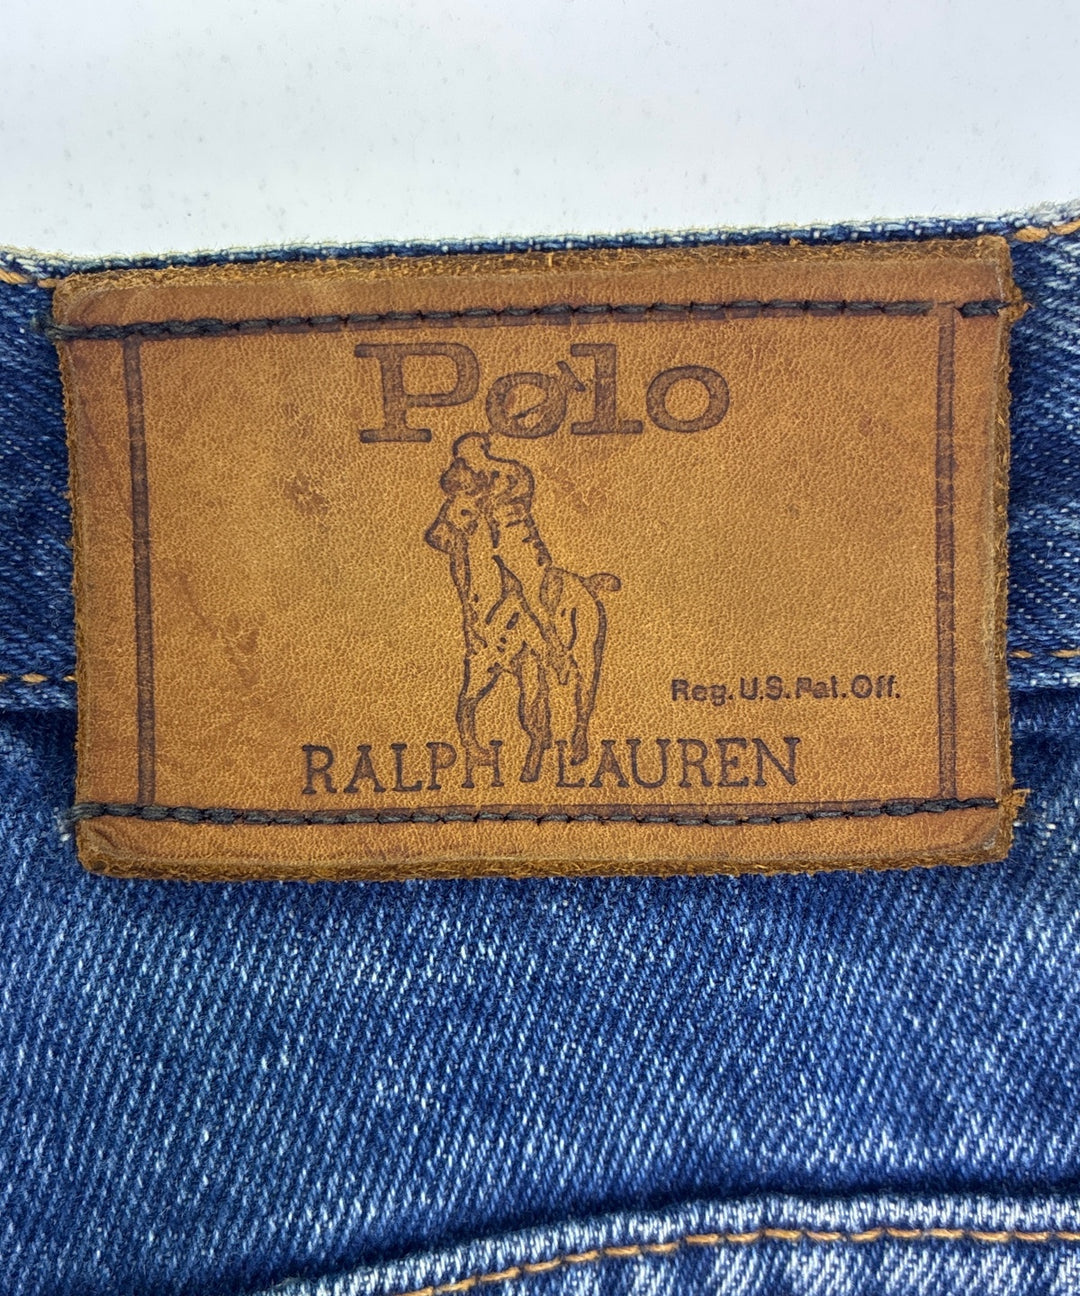 Polo
Reg. U.S. Pat. Off.
RALPH LAUREN